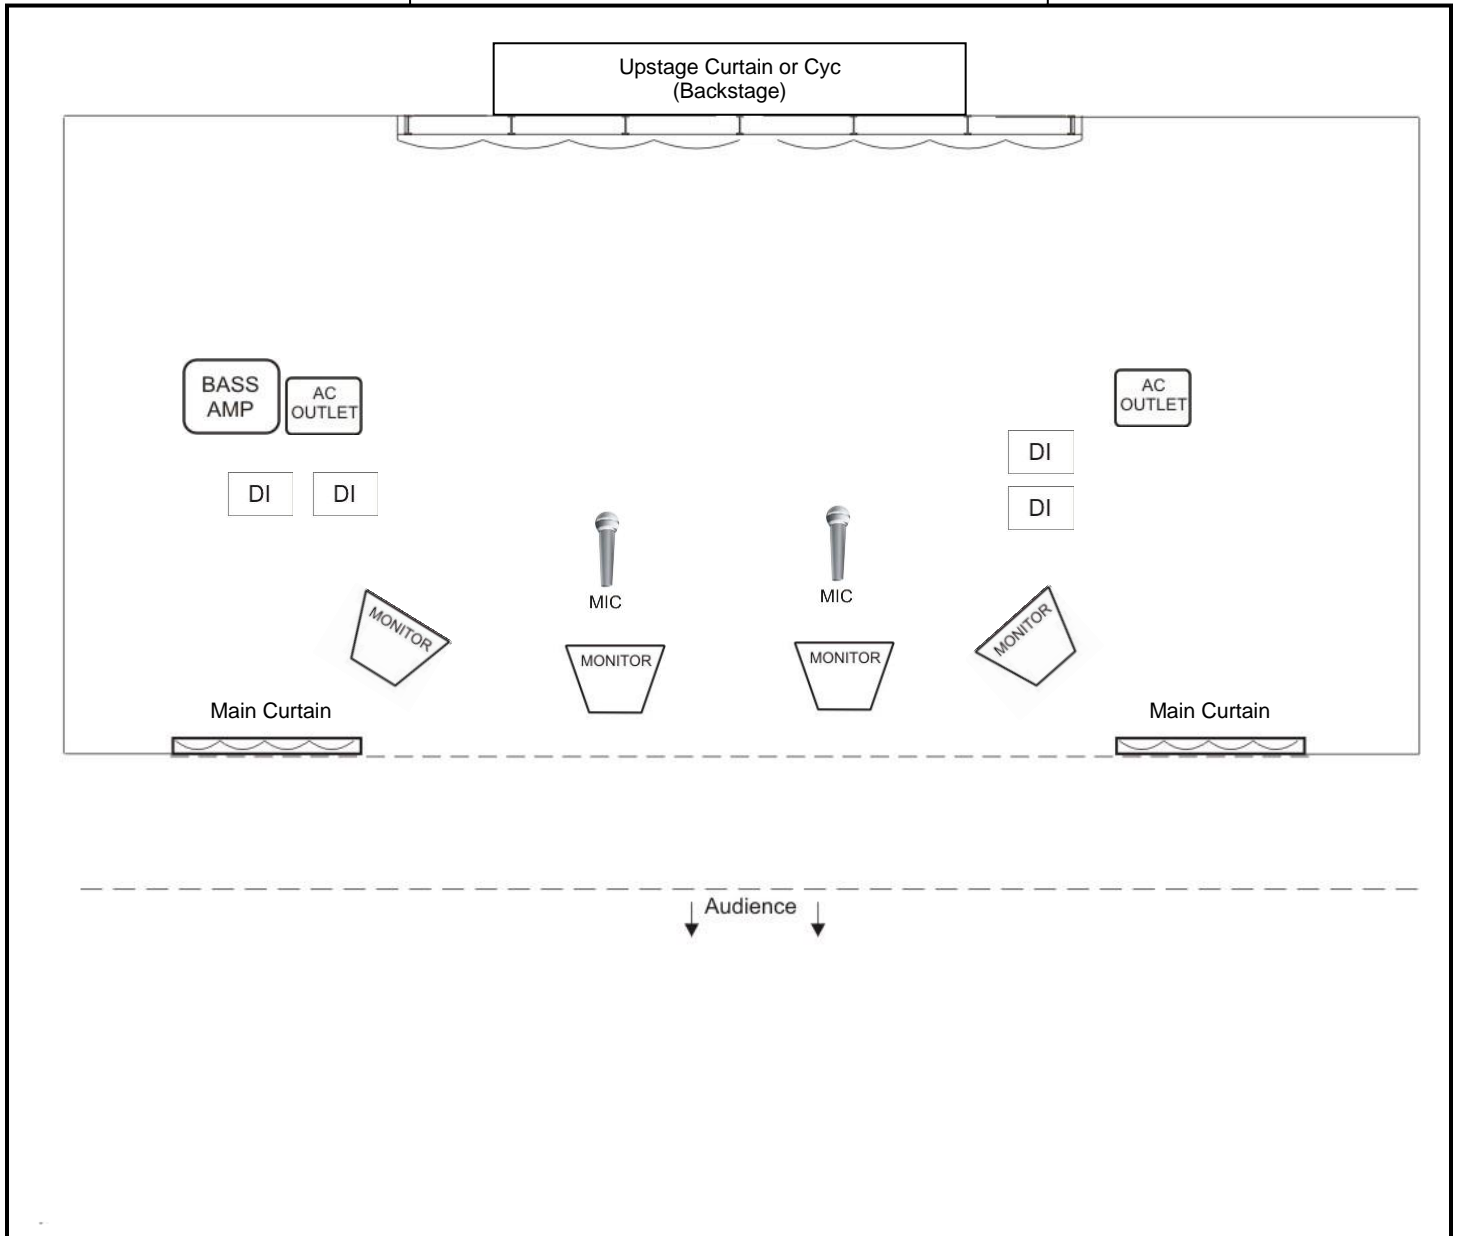 Upstage Curtain or Cyc
(Backstage)
BASS
AMP
AC
OUTLET
AC
OUTLET
DI
DI
DI
DI
MIC
MIC
MONITOR
MONITOR
MONITOR
MONITOR
Main Curtain
Main Curtain
Audience